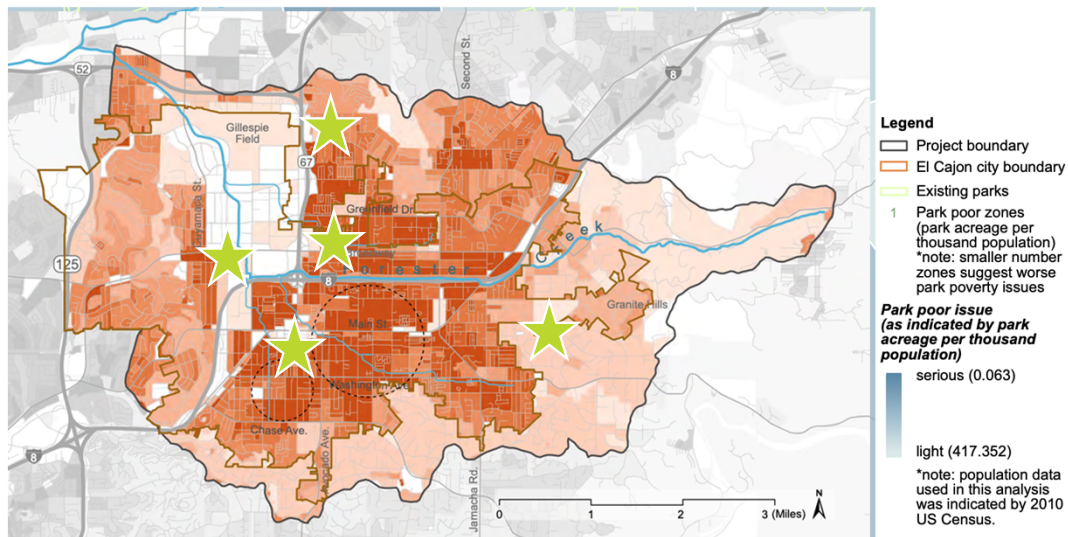 52
Second St.
8
Gillespie
Field
67
Cuyamaca St.
Greenfield Dr.
Creek
125
Forester
8
Granite Hills
Main St.
Washington Ave.
Chase Ave.
Avocado Ave.
Jamacha Rd.
8
N
0 1 2 3 (Miles)
Legend
Project boundary
El Cajon city boundary
Existing parks
1 Park poor zones
(park acreage per
thousand population)
*note: smaller number
zones suggest worse
park poverty issues
Park poor issue
(as indicated by park
acreage per thousand
population)
serious (0.063)
light (417.352)
*note: population data
used in this analysis
was indicated by 2010
US Census.